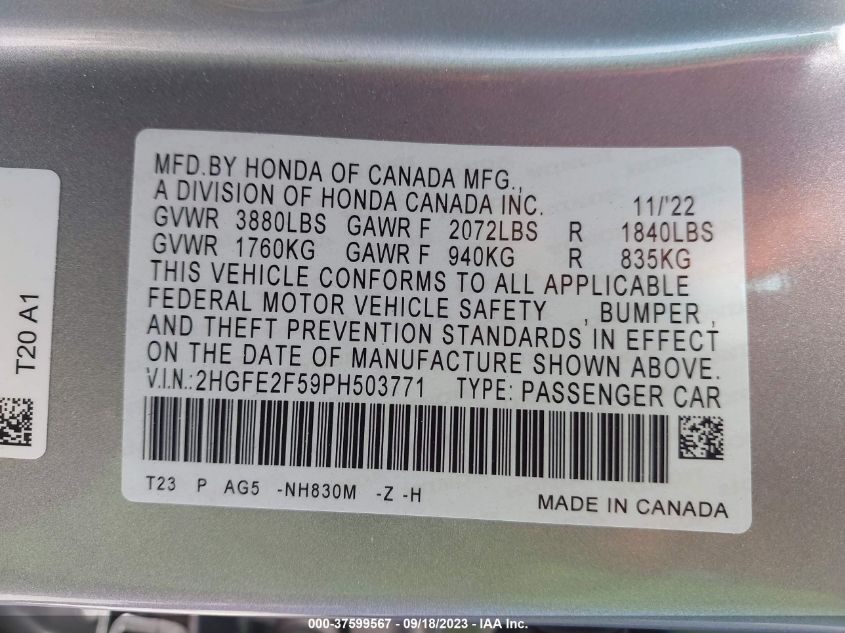 MFD.BY HONDA OF CANADA MFG.,
A DIVISION OF HONDA CANADA INC. 11/'22
GVWR 3880LBS GAWR F 2072LBS R 1840LBS
GVWR 1760KG GAWR F 940KG R 835KG
THIS VEHICLE CONFORMS TO ALL APPLICABLE
FEDERAL MOTOR VEHICLE SAFETY , BUMPER ,
AND THEFT PREVENTION STANDARDS IN EFFECT
ON THE DATE OF MANUFACTURE SHOWN ABOVE.
V.I.N.:2HGFE2F59PH503771 TYPE: PASSENGER CAR
T23 P AG5 -NH830M -Z -H
MADE IN CANADA
T20 A1
000-37599567 - 09/18/2023 - IAA Inc.